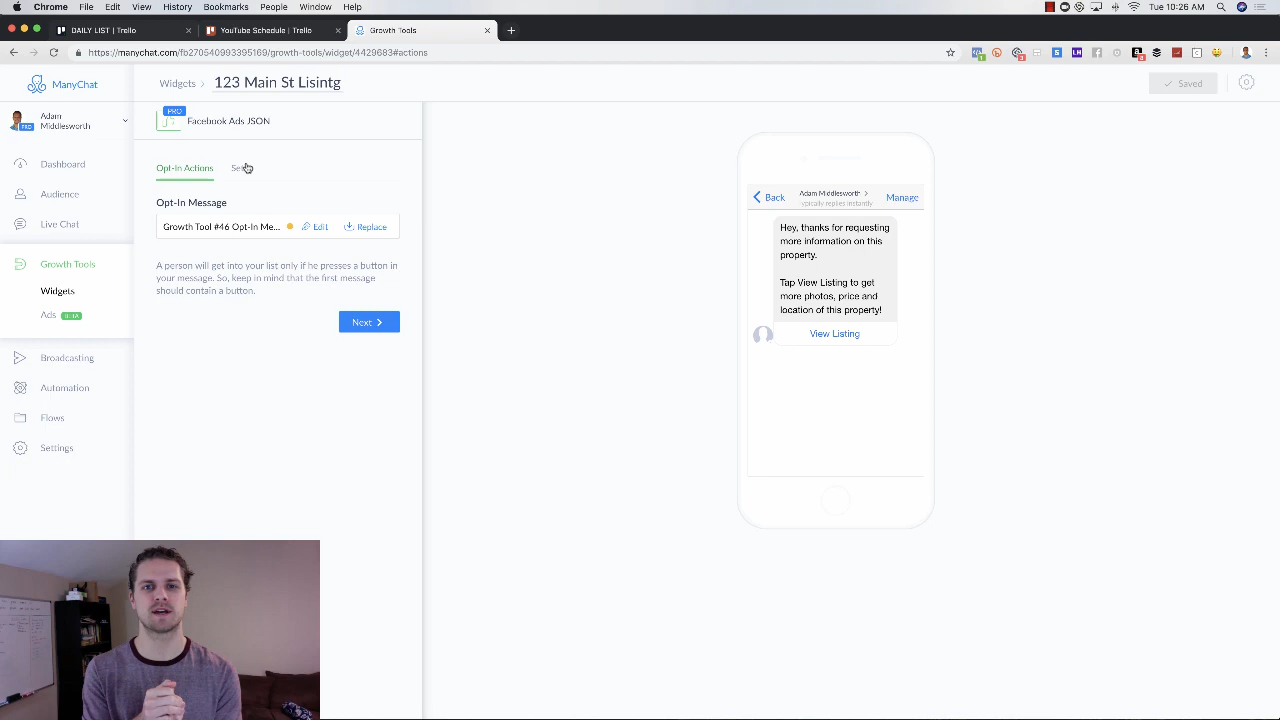 Chrome File Edit View History Bookmarks People Window Help
Tue 10:26 AM
DAILY LIST | Trello
YouTube Schedule | Trello
Growth Tools
https://manychat.com/fb270540993395169/growth-tools/widget/4429683#actions
ManyChat
Widgets
123 Main St Lisintg
Saved
Adam
Middlesworth
PRO
PRO
Facebook Ads JSON
Dashboard
Audience
Live Chat
Growth Tools
Widgets
Ads BETA
Broadcasting
Automation
Flows
Settings
Opt-In Actions
Opt-In Message
Growth Tool #46 Opt-In Me...
Edit
Replace
A person will get into your list only if he presses a button in
your message. So, keep in mind that the first message
should contain a button.
Next
Back
Adam Middlesworth
ypically replies instantly
Manage
Hey, thanks for requesting
more information on this
property.
Tap View Listing to get
more photos, price and
location of this property!
View Listing